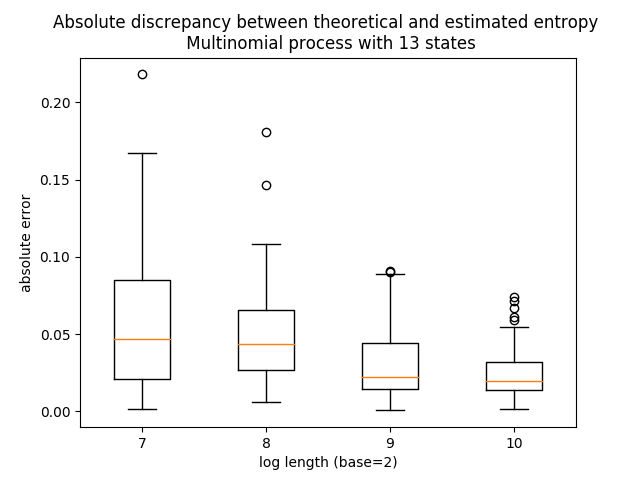 Absolute discrepancy between theoretical and estimated entropy
Multinomial process with 13 states
absolute error
0.20
0.15
0.10
0.05
0.00
7 8 9 10
log length (base=2)